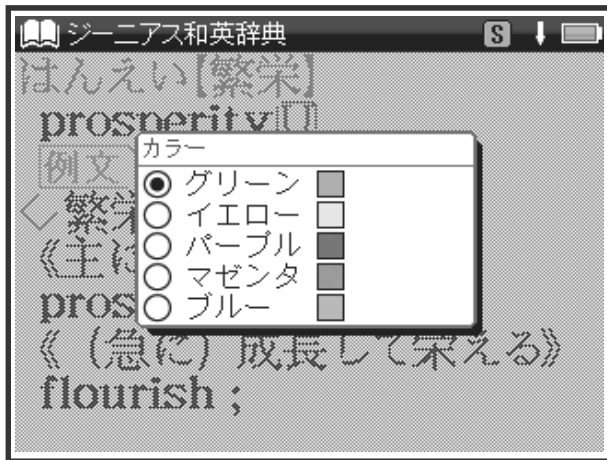 ジーニアス和英辞典 S
はんえい【繁栄】
prosperity U
例文
カラー
グリーン
イエロー
パープル
マゼンタ
ブルー
◇繁栄
《主に
pros
《(急に)成長して栄える》
flourish ;